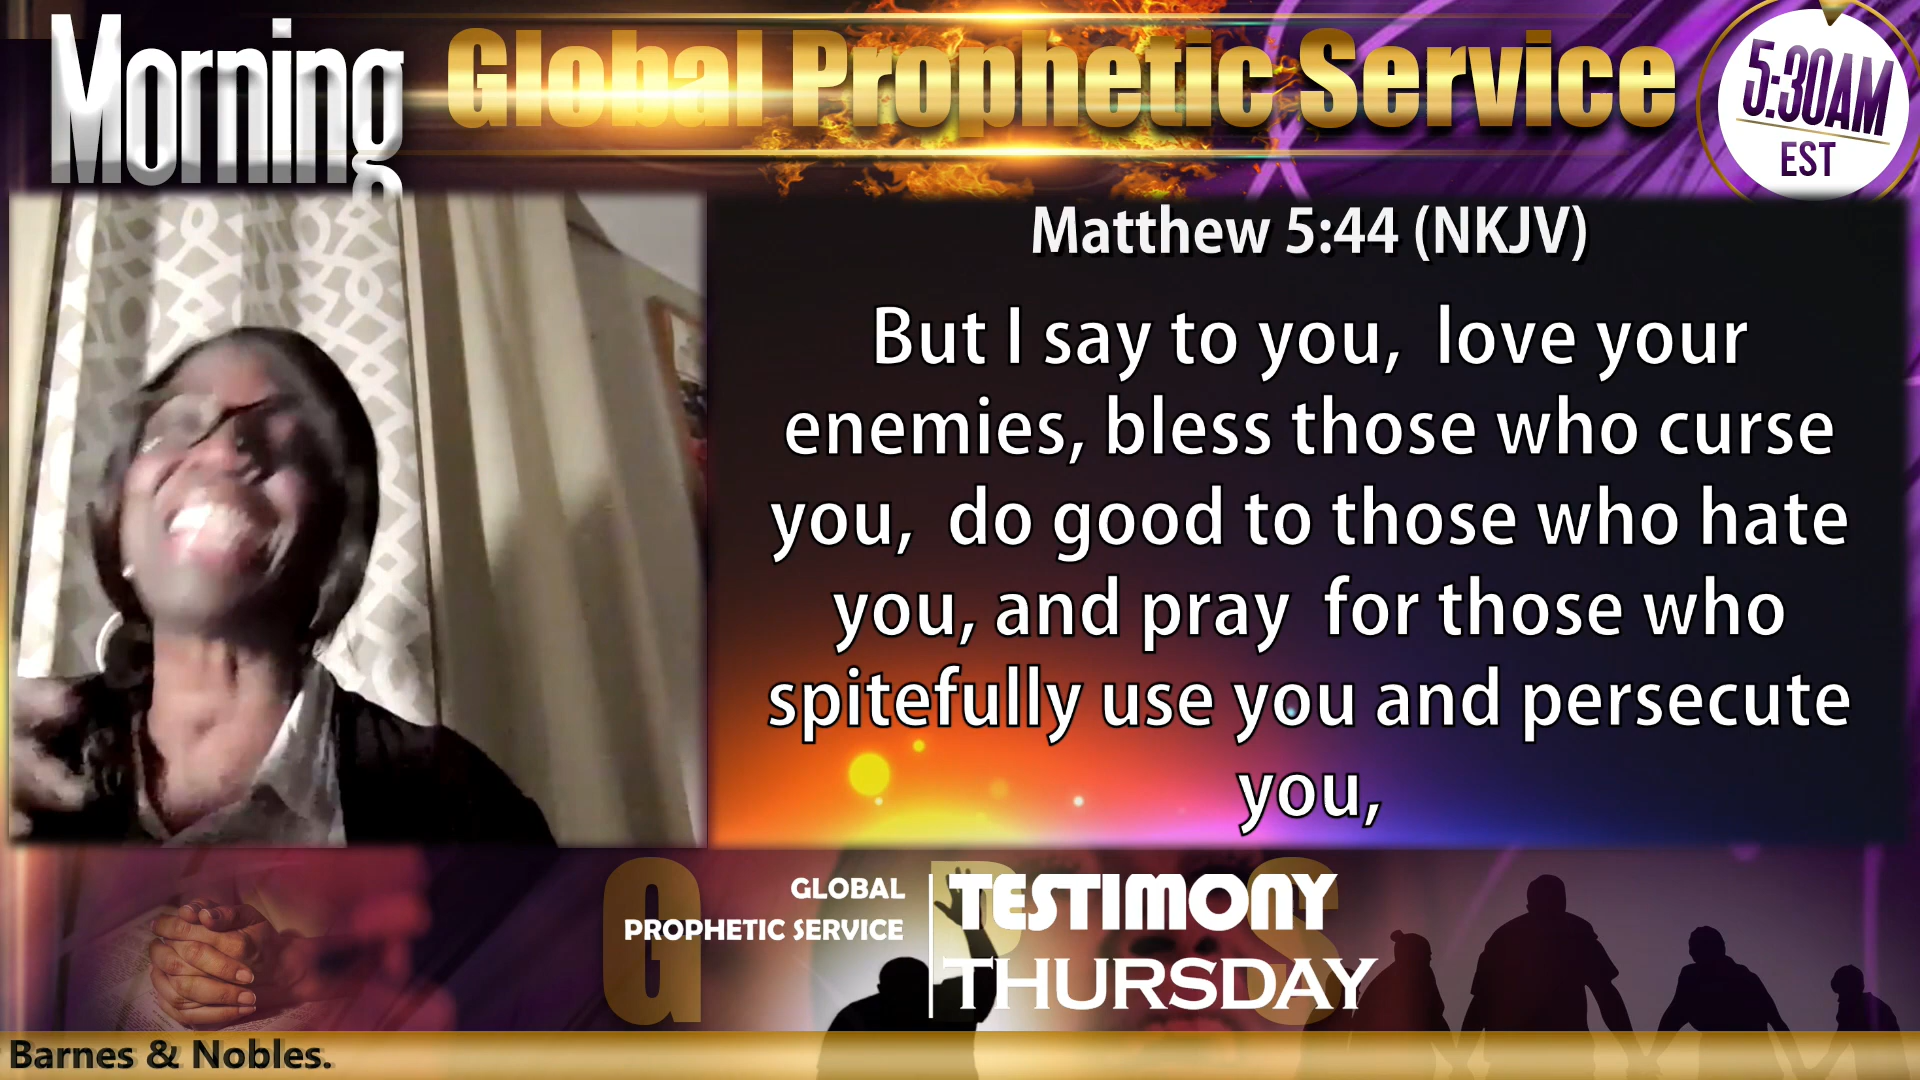 Morning Global Prophetic Service
5:30AM
EST
Matthew 5:44 (NKJV)
But I say to you, love your
enemies, bless those who curse
you, do good to those who hate
you, and pray for those who
spitefully use you and persecute
you,
GPS
GLOBAL
PROPHETIC SERVICE
TESTIMONY
THURSDAY
Barnes & Nobles.